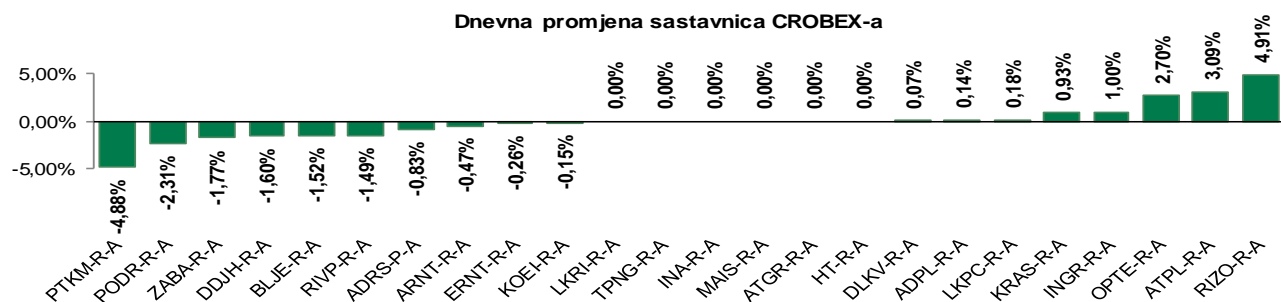 Dnevna promjena sastavnica CROBEX-a
5,00%
0,00%
-5,00%
-4,88%
-2,31%
-1,77%
-1,60%
-1,52%
-1,49%
-0,83%
-0,47%
-0,26%
-0,15%
0,00%
0,00%
0,00%
0,00%
0,00%
0,00%
0,07%
0,14%
0,18%
0,93%
1,00%
2,70%
3,09%
4,91%
PTKM-R-A
PODR-R-A
ZABA-R-A
DDJH-R-A
BLJE-R-A
RIVP-R-A
ADRS-P-A
ARNT-R-A
ERNT-R-A
KOEI-R-A
LKRI-R-A
TPNG-R-A
INA-R-A
MAIS-R-A
ATGR-R-A
HT-R-A
DLKV-R-A
ADPL-R-A
LKPC-R-A
KRAS-R-A
INGR-R-A
OPTE-R-A
ATPL-R-A
RIZO-R-A